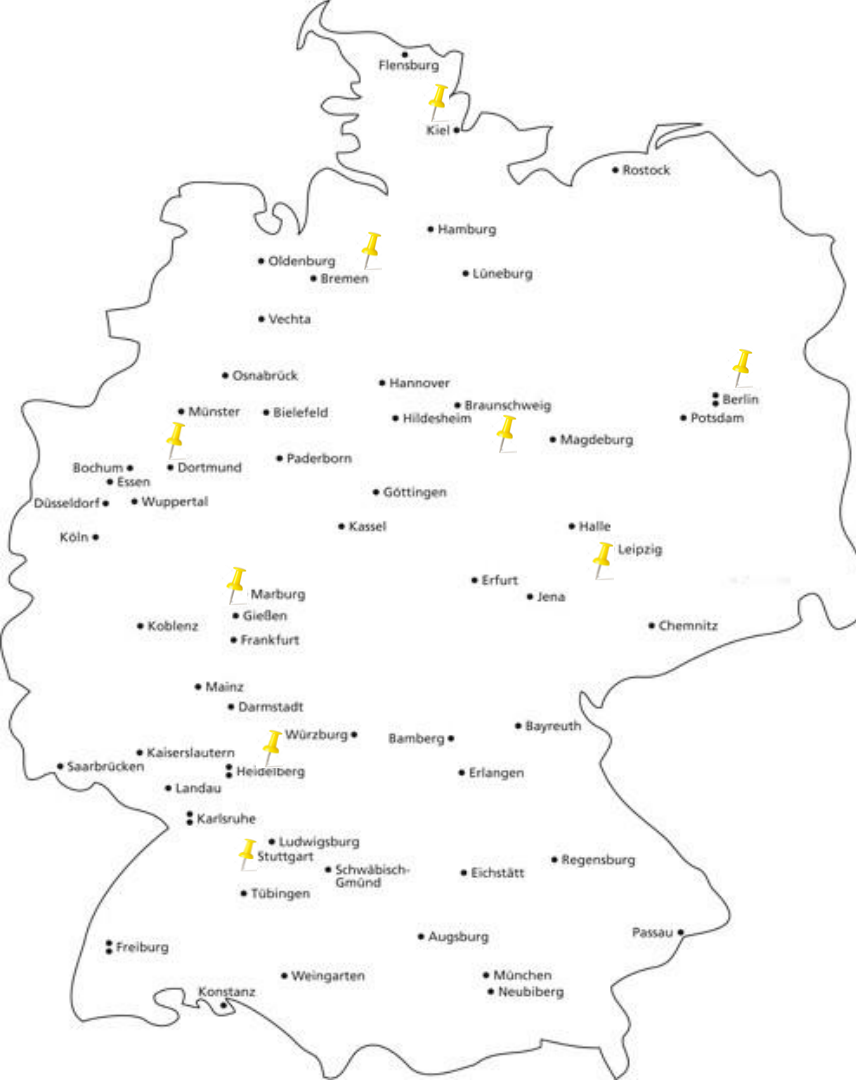 Flensburg
Kiel
Rostock
Hamburg
Oldenburg
Bremen
Lüneburg
Vechta
Osnabrück
Hannover
Braunschweig
Berlin
Münster
Bielefeld
Hildesheim
Potsdam
Magdeburg
Paderborn
Bochum
Dortmund
Essen
Göttingen
Düsseldorf
Wuppertal
Kassel
Halle
Köln
Leipzig
Erfurt
Marburg
Jena
Gießen
Koblenz
Chemnitz
Frankfurt
Mainz
Darmstadt
Bayreuth
Würzburg
Bamberg
Kaiserslautern
Saarbrücken
Heidelberg
Erlangen
Landau
Karlsruhe
Ludwigsburg
Stuttgart
Regensburg
Schwäbisch-
Gmünd
Eichstätt
Tübingen
Passau
Augsburg
Freiburg
Weingarten
München
Konstanz
Neubiberg